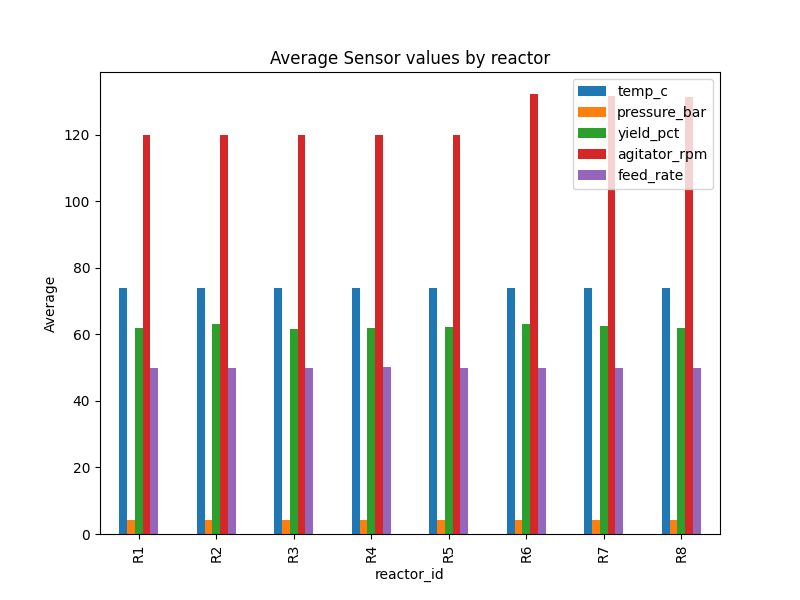 Average Sensor values by reactor
temp_c
pressure_bar
yield_pct
agitator_rpm
feed_rate
Average
120
100
80
60
40
20
0
R1 R2 R3 R4 R5 R6 R7 R8
reactor_id